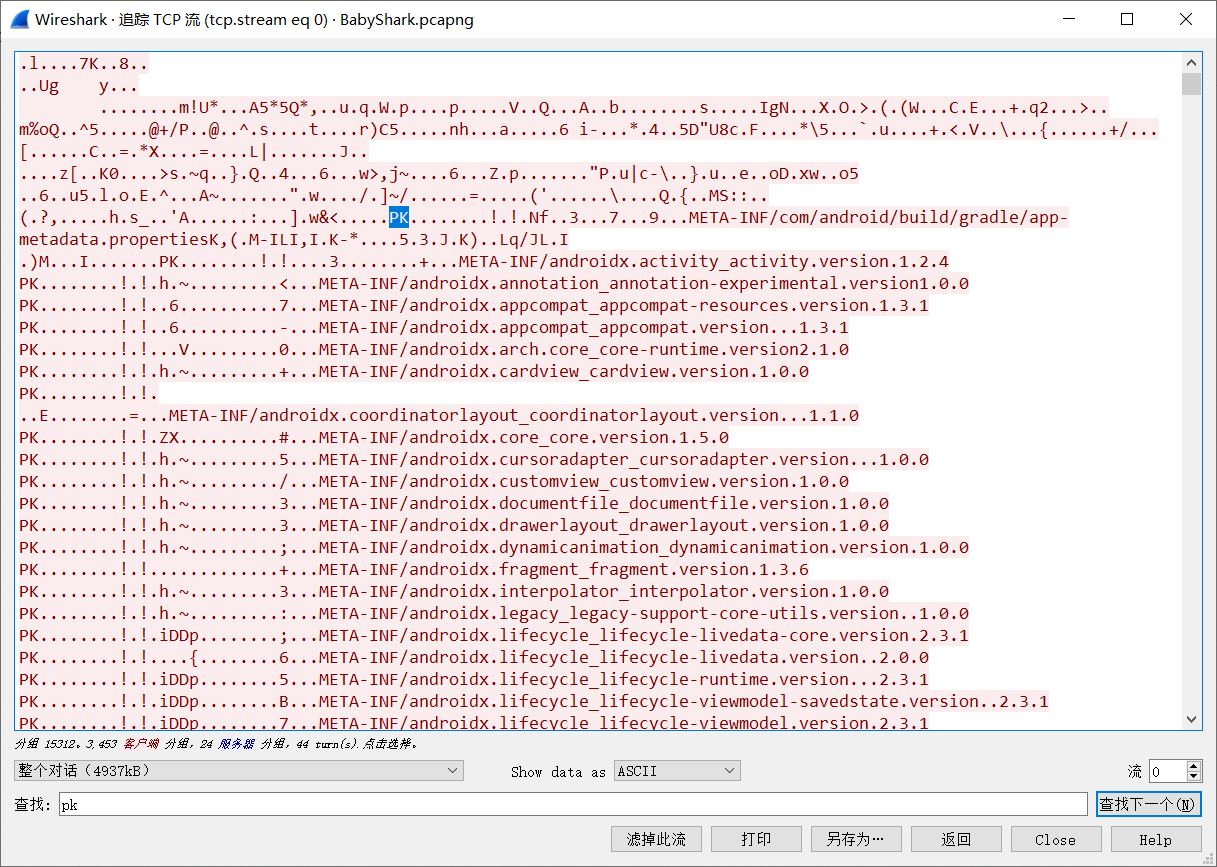 Wireshark · 追踪 TCP 流 (tcp.stream eq 0) · BabyShark.pcapng
.l....7K..8..
..Ug    y...
        ........m!U*...A5*5Q*,..u.q.W.p....p.....V..Q...A..b........s.....IgN...X.O.>.(.(W...C.E...+.q2...>..
m%oQ..^5.....@+/P..@..^.s....t...r)C5.....nh...a.....6 i-...*.4..5D"U8c.F....*\5...`.u....+.<.V..\...{......+/...
[......C..=.*X....=....L|.......J..
....z[..K0....>s.~q..}.Q..4...6...w>,j~....6...Z.p......."P.u|c-\..}.u..e..oD.xw..o5
..6..u5.l.o.E.^...A~.......".w..../.]~/......=.....('......\....Q.{..MS::..
(.?,.....h.s_..'A......:...].w&<.....PK........!.!.Nf..3...7...9...META-INF/com/android/build/gradle/app-
metadata.propertiesK,(.M-ILI,I.K-*....5.3.J.K)..Lq/JL.I
.)M...I.......PK........!.!....3........+...META-INF/androidx.activity_activity.version.1.2.4
PK........!.!.h.~.........<...META-INF/androidx.annotation_annotation-experimental.version1.0.0
PK........!.!..6..........7...META-INF/androidx.appcompat_appcompat-resources.version.1.3.1
PK........!.!..6..........-...META-INF/androidx.appcompat_appcompat.version...1.3.1
PK........!.!...V.........0...META-INF/androidx.arch.core_core-runtime.version2.1.0
PK........!.!.h.~.........+...META-INF/androidx.cardview_cardview.version.1.0.0
PK........!.!.
..E........=...META-INF/androidx.coordinatorlayout_coordinatorlayout.version...1.1.0
PK........!.!.ZX..........#...META-INF/androidx.core_core.version.1.5.0
PK........!.!.h.~.........5...META-INF/androidx.cursoradapter_cursoradapter.version...1.0.0
PK........!.!.h.~........./...META-INF/androidx.customview_customview.version.1.0.0
PK........!.!.h.~.........3...META-INF/androidx.documentfile_documentfile.version.1.0.0
PK........!.!.h.~.........3...META-INF/androidx.drawerlayout_drawerlayout.version.1.0.0
PK........!.!.h.~.........;...META-INF/androidx.dynamicanimation_dynamicanimation.version.1.0.0
PK........!.!.............+...META-INF/androidx.fragment_fragment.version.1.3.6
PK........!.!.h.~.........3...META-INF/androidx.interpolator_interpolator.version.1.0.0
PK........!.!.h.~.........:...META-INF/androidx.legacy_legacy-support-core-utils.version..1.0.0
PK........!.!.iDDp........;...META-INF/androidx.lifecycle_lifecycle-livedata-core.version.2.3.1
PK........!.!....{........6...META-INF/androidx.lifecycle_lifecycle-livedata.version..2.0.0
PK........!.!.iDDp........5...META-INF/androidx.lifecycle_lifecycle-runtime.version...2.3.1
PK........!.!.iDDp........B...META-INF/androidx.lifecycle_lifecycle-viewmodel-savedstate.version..2.3.1
PK........!.!.iDDp........7...META-INF/androidx.lifecycle_lifecycle-viewmodel.version.2.3.1
分组 15312。3,453 客户端 分组, 24 服务器 分组, 44 turn(s).点击选择。
整个对话 (4937kB)
Show data as ASCII
流 0
查找: pk
查找下一个(N)
滤掉此流
打印
另存为…
返回
Close
Help